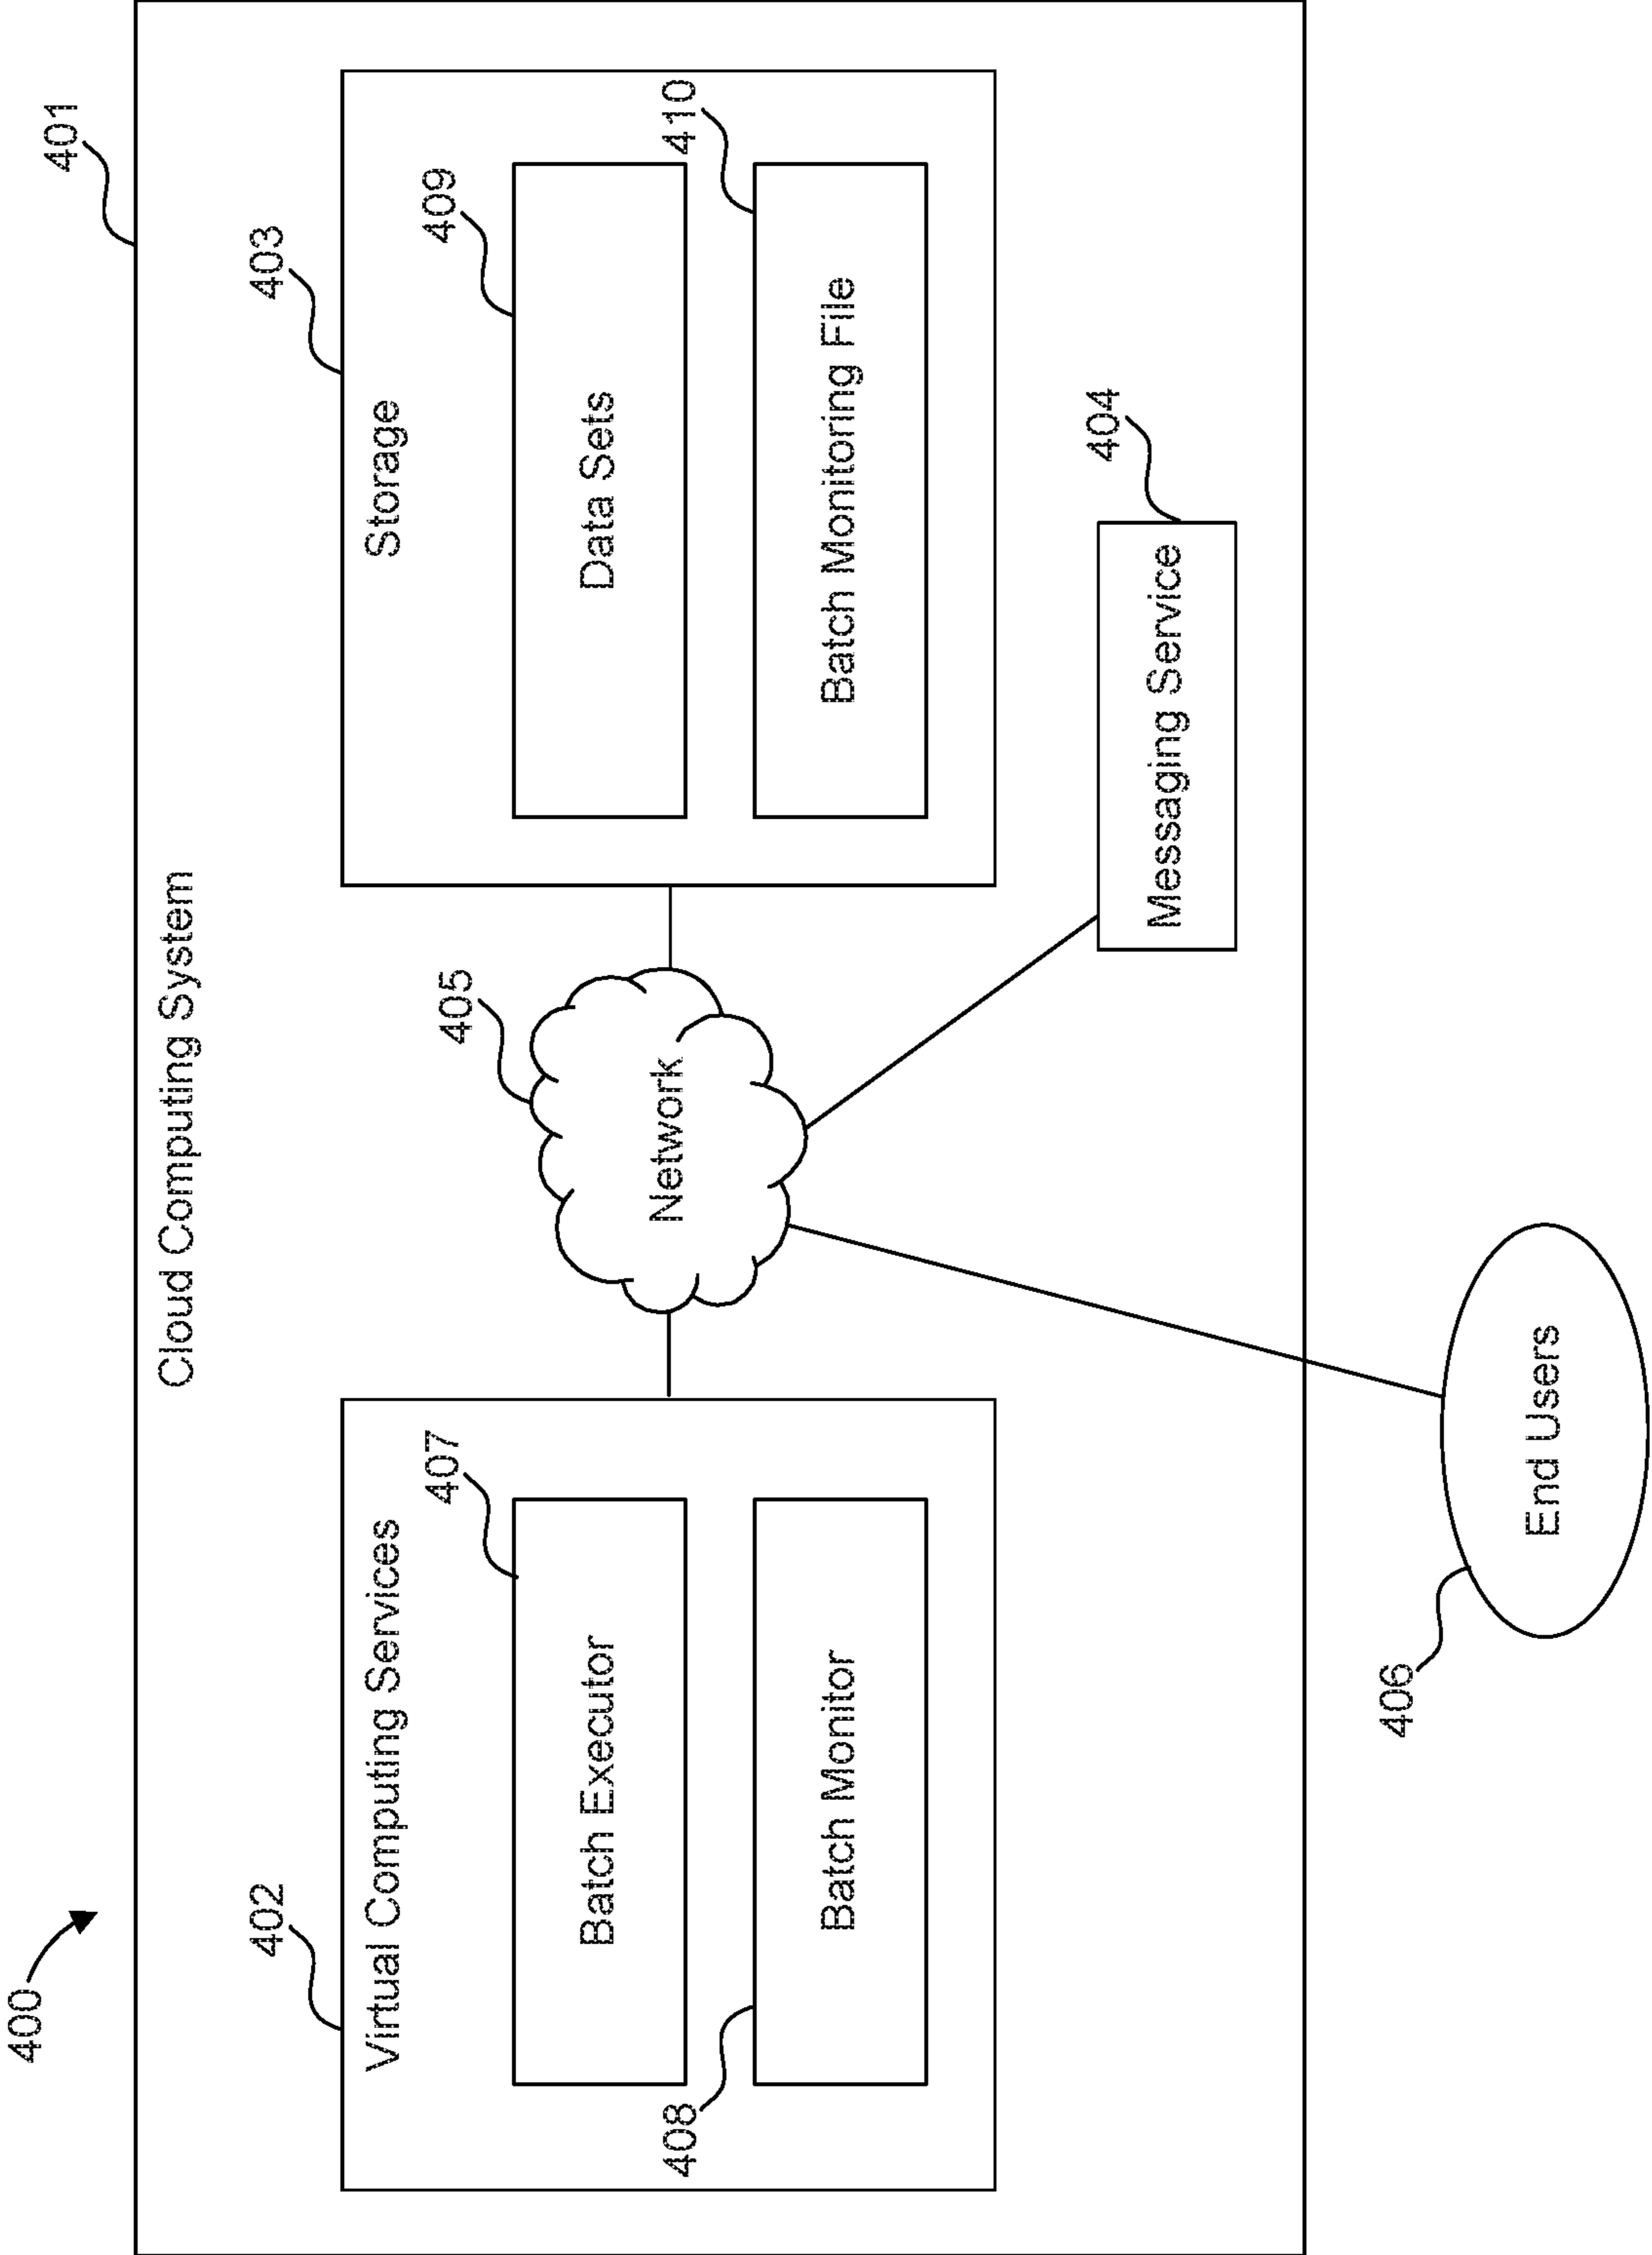 400
401
Cloud Computing System
402
403
Virtual Computing Services
Storage
407
405
409
Batch Executor
Data Sets
Network
408
410
Batch Monitor
Batch Monitoring File
404
Messaging Service
406
End Users